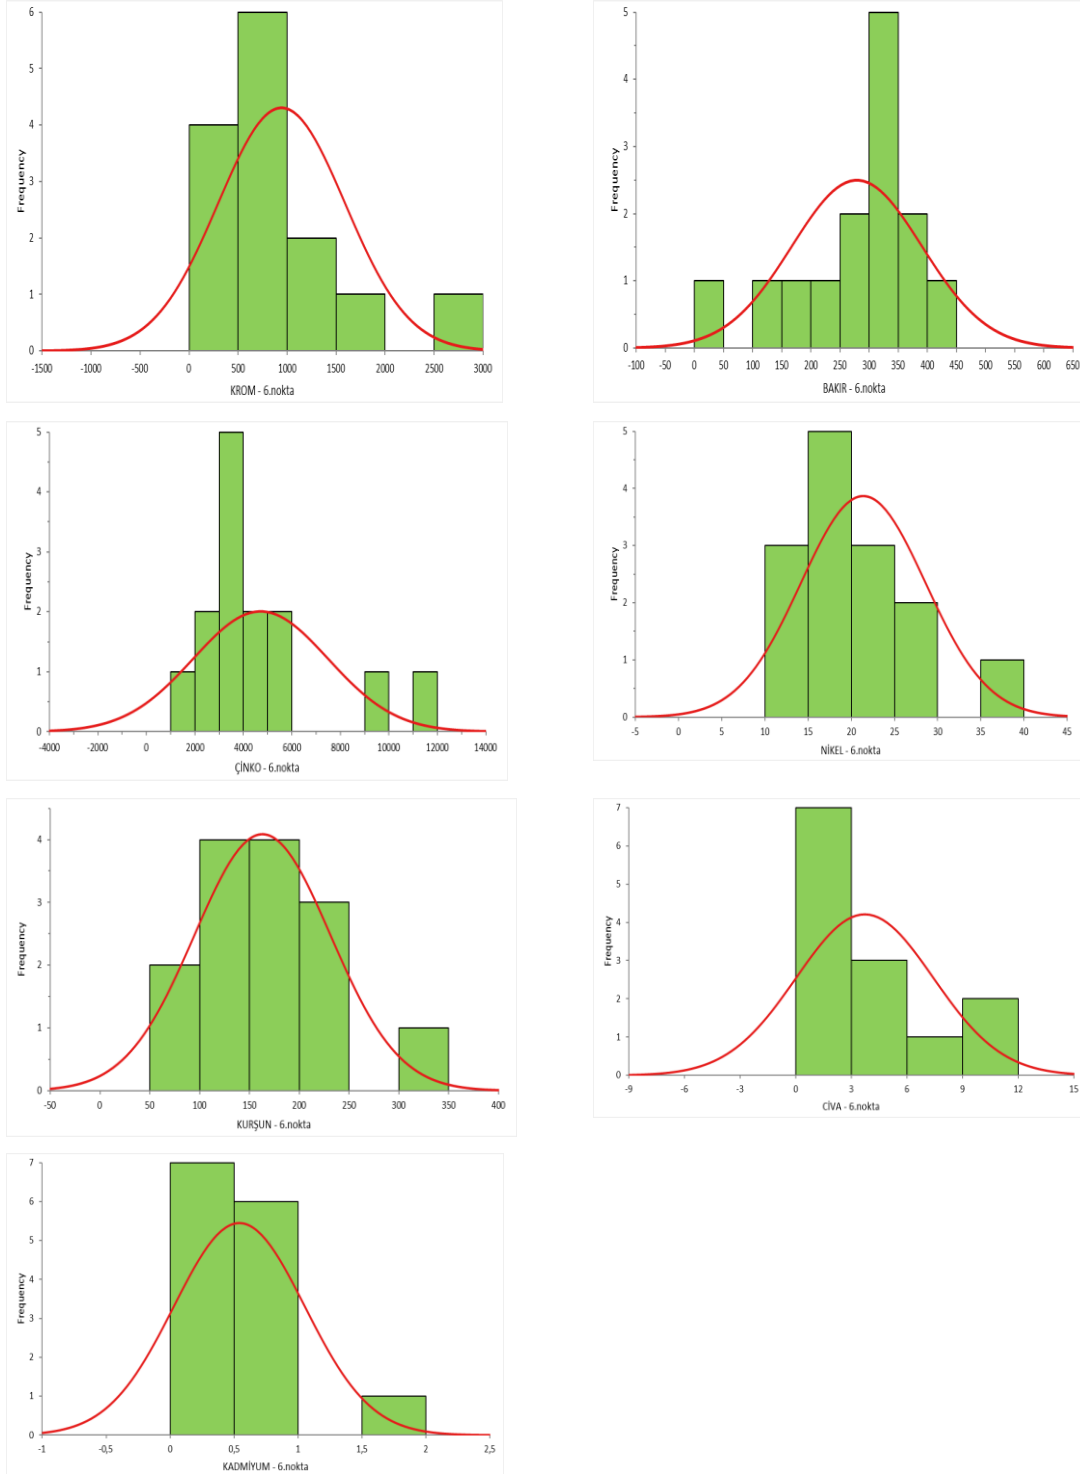 6
5
4
3
2
1
0
Frequency
-1500 -1000 -500 0 500 1000 1500 2000 2500 3000
KROM - 6.nokta
5
4
3
2
1
0
Frequency
-100 -50 0 50 100 150 200 250 300 350 400 450 500 550 600 650
BAKIR - 6.nokta
5
4
3
2
1
0
Frequency
-4000 -2000 0 2000 4000 6000 8000 10000 12000 14000
ÇİNKO - 6.nokta
5
4
3
2
1
0
Frequency
-5 0 5 10 15 20 25 30 35 40 45
NİKEL - 6.nokta
4
3
2
1
0
Frequency
-50 0 50 100 150 200 250 300 350 400
KURŞUN - 6.nokta
7
6
5
4
3
2
1
0
Frequency
-9 -6 -3 0 3 6 9 12 15
CİVA - 6.nokta
7
6
5
4
3
2
1
0
Frequency
-1 -0,5 0 0,5 1 1,5 2 2,5
KADMİYUM - 6.nokta